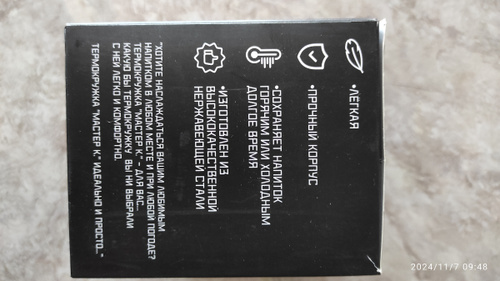 •ЛЕГКАЯ
•ПРОЧНЫЙ КОРПУС
•СОХРАНЯЕТ НАПИТОК
ГОРЯЧИМ ИЛИ ХОЛОДНЫМ
ДОЛГОЕ ВРЕМЯ
•ИЗГОТОВЛЕН ИЗ
ВЫСОКОКАЧЕСТВЕННОЙ
НЕРЖАВЕЮЩЕЙ СТАЛИ
"ХОТИТЕ НАСЛАЖДАТЬСЯ ВАШИМ ЛЮБИМЫМ
НАПИТКОМ В ЛЮБОМ МЕСТЕ И ПРИ ЛЮБОЙ ПОГОДЕ?
ТЕРМОКРУЖКА "МАСТЕР К." - ДЛЯ ВАС.
КАКУЮ БЫ ТЕРМОКРУЖКУ ВЫ НИ ВЫБРАЛИ
С НЕЙ ЛЕГКО И КОМФОРТНО.
ТЕРМОКРУЖКА "МАСТЕР К." ИДЕАЛЬНО И ПРОСТО..."
2024/11/7 09:48